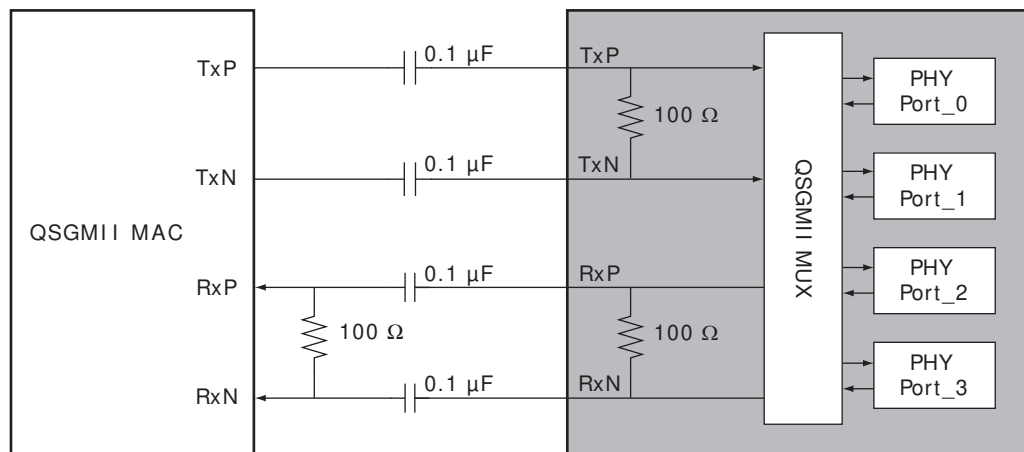 QSGMII MAC
TxP
TxN
RxP
RxN
0.1 µF
0.1 µF
0.1 µF
0.1 µF
100 Ω
TxP
TxN
RxP
RxN
100 Ω
100 Ω
QSGMII MUX
PHY
Port_0
PHY
Port_1
PHY
Port_2
PHY
Port_3